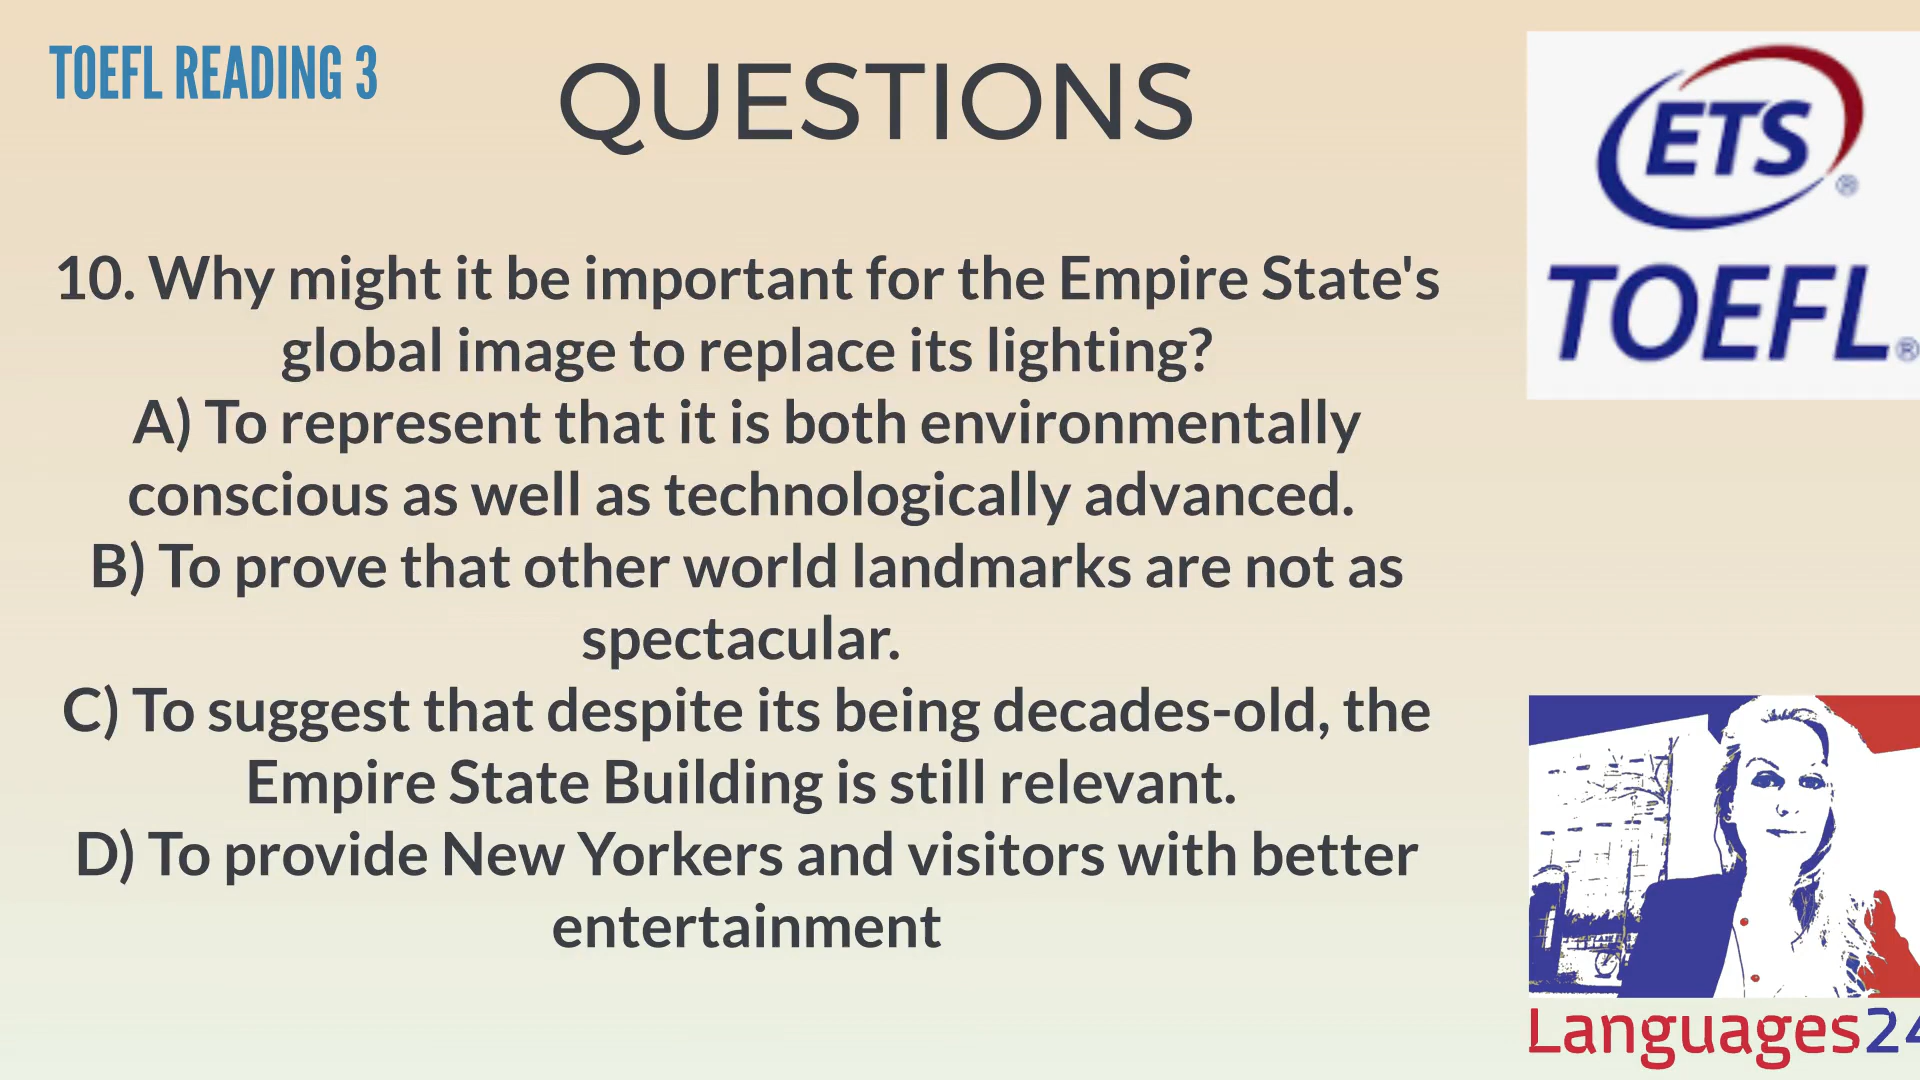 TOEFL READING 3
QUESTIONS
ETS®
TOEFL®
10. Why might it be important for the Empire State's
global image to replace its lighting?
A) To represent that it is both environmentally
conscious as well as technologically advanced.
B) To prove that other world landmarks are not as
spectacular.
C) To suggest that despite its being decades-old, the
Empire State Building is still relevant.
D) To provide New Yorkers and visitors with better
entertainment
Languages24